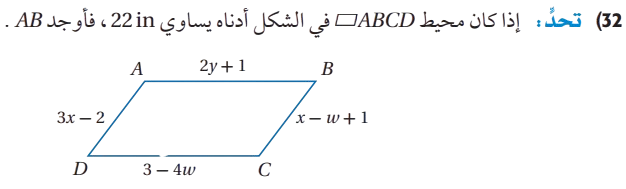 32) تحدٍّ: إذا كان محيط ▱ABCD في الشكل أدناه يساوي 22 in ، فأوجد AB .
A 2y + 1 B
3x − 2 x − w + 1
D 3 − 4w C